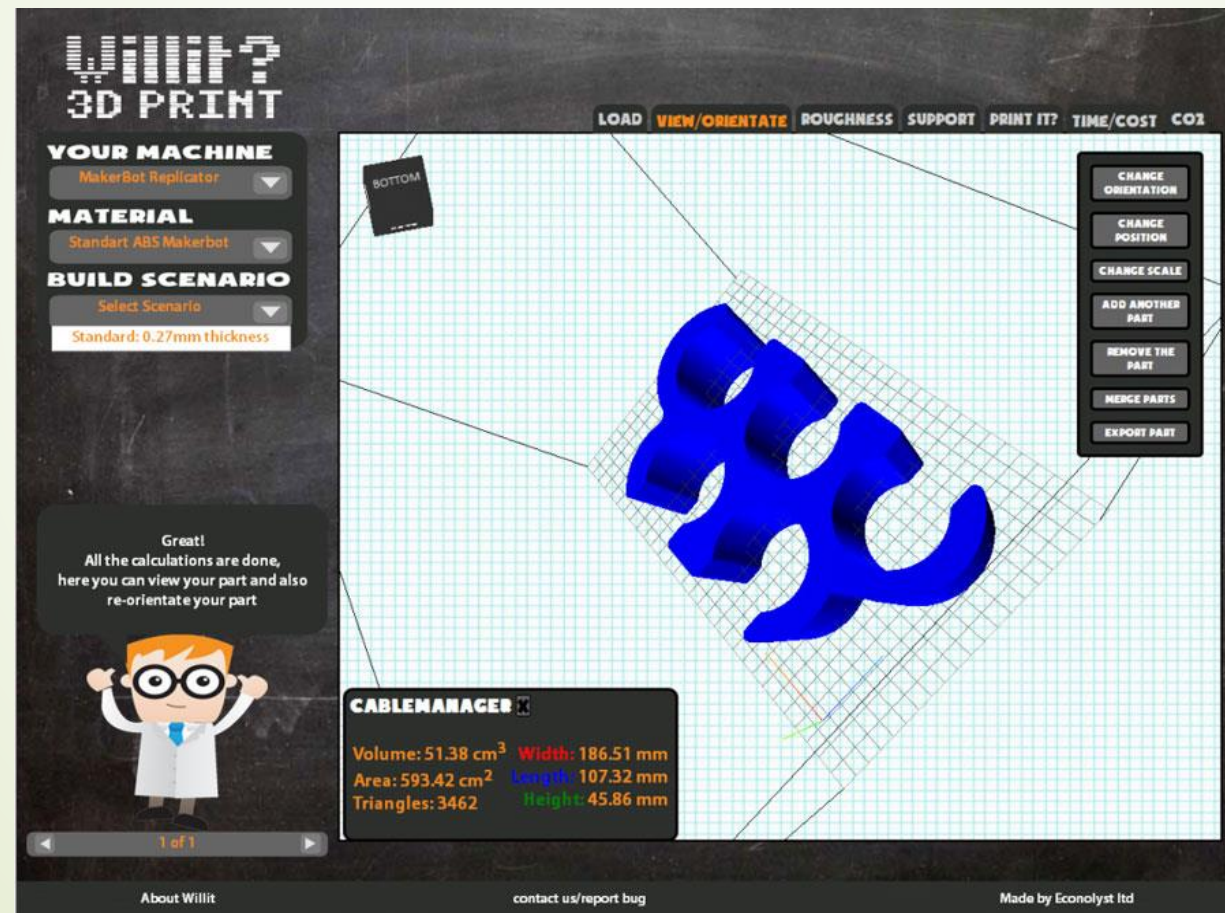 Willit?
3D PRINT
LOAD VIEW/ORIENTATE ROUGHNESS SUPPORT PRINT IT? TIME/COST CO2
YOUR MACHINE
MakerBot Replicator
MATERIAL
Standart ABS Makerbot
BUILD SCENARIO
Select Scenario
Standard: 0.27mm thickness
BOTTOM
CHANGE
ORIENTATION
CHANGE
POSITION
CHANGE SCALE
ADD ANOTHER
PART
REMOVE THE
PART
MERGE PARTS
EXPORT PART
Great!
All the calculations are done,
here you can view your part and also
re-orientate your part
1 of 1
CABLEMANAGER X
Volume: 51.38 cm³ Width: 186.51 mm
Area: 593.42 cm² Length: 107.32 mm
Triangles: 3462 Height: 45.86 mm
About Willit
contact us/report bug
Made by Econolyst ltd